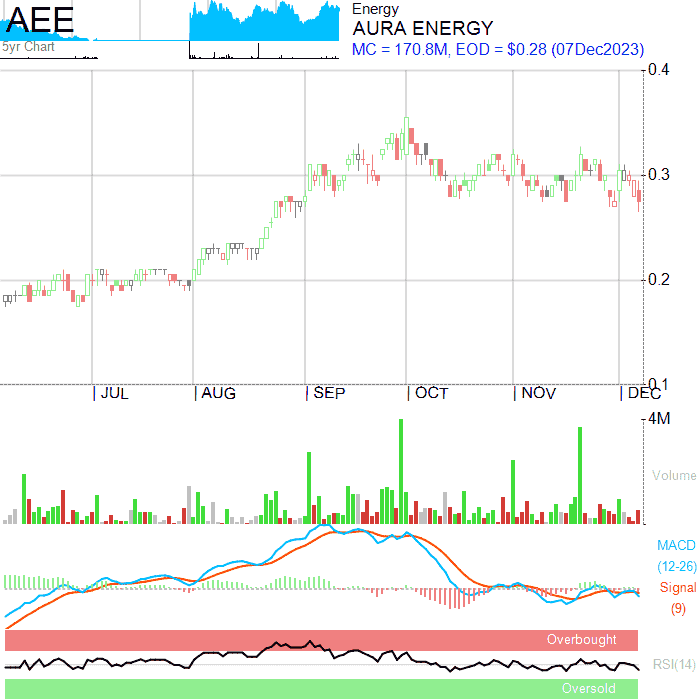 AEE
5yr Chart
Energy
AURA ENERGY
MC = 170.8M, EOD = $0.28 (07Dec2023)
0.4
0.3
0.2
0.1
JUL
AUG
SEP
OCT
NOV
DEC
4M
Volume
MACD
(12-26)
Signal
(9)
Overbought
RSI(14)
Oversold